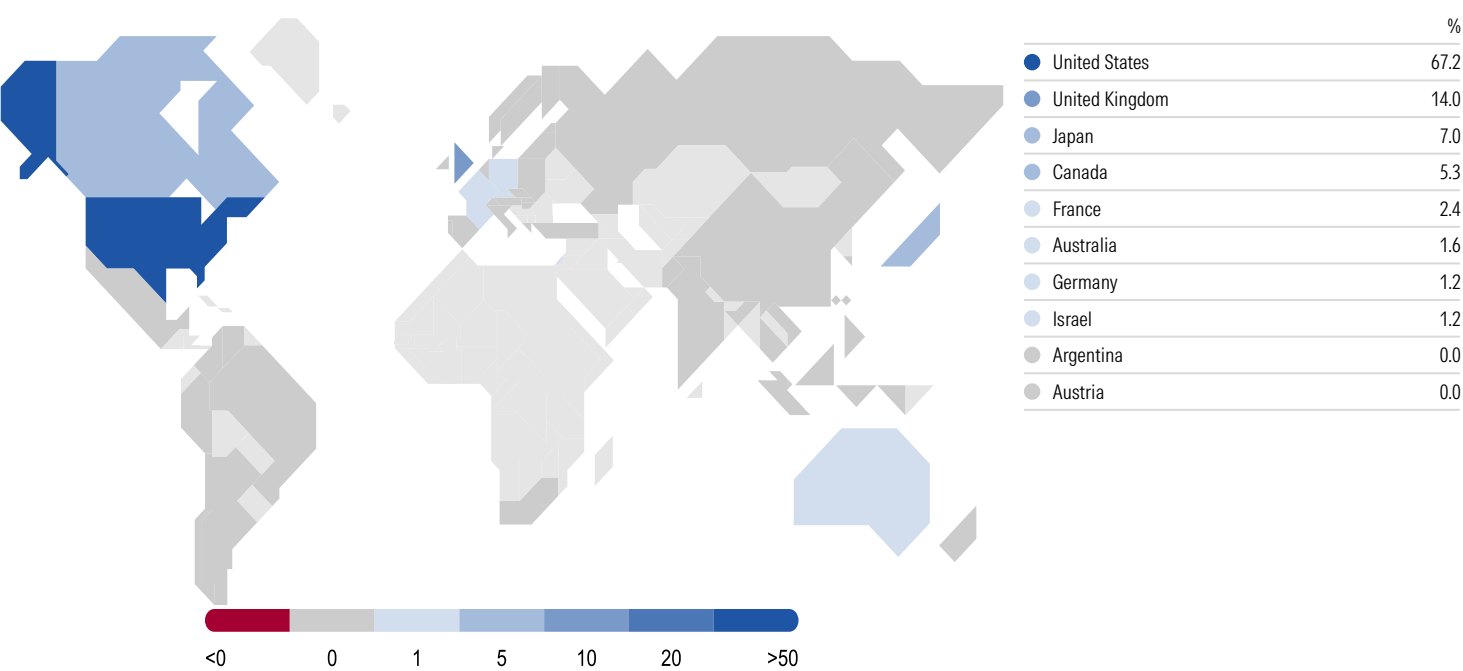 %
United States 67.2
United Kingdom 14.0
Japan 7.0
Canada 5.3
France 2.4
Australia 1.6
Germany 1.2
Israel 1.2
Argentina 0.0
Austria 0.0
<0 0 1 5 10 20 >50